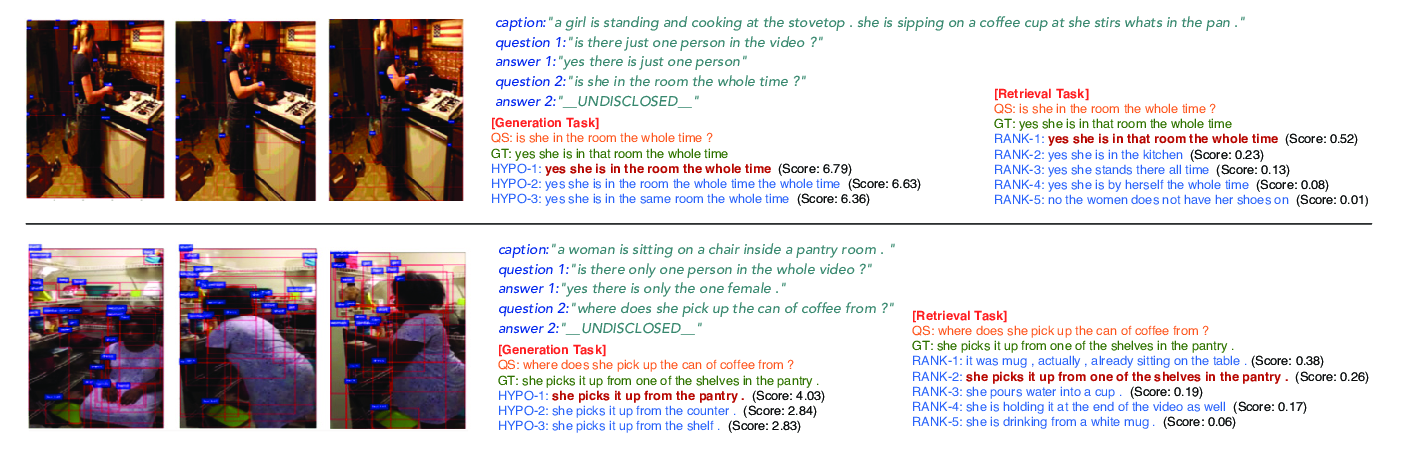 caption:"a girl is standing and cooking at the stovetop . she is sipping on a coffee cup at she stirs whats in the pan ."
question 1:"is there just one person in the video ?"
answer 1:"yes there is just one person"
question 2:"is she in the room the whole time ?"
answer 2:"__UNDISCLOSED__"
[Generation Task]
QS: is she in the room the whole time ?
GT: yes she is in that room the whole time
HYPO-1: yes she is in the room the whole time (Score: 6.79)
HYPO-2: yes she is in the room the whole time the whole time (Score: 6.63)
HYPO-3: yes she is in the same room the whole time (Score: 6.36)
[Retrieval Task]
QS: is she in the room the whole time ?
GT: yes she is in that room the whole time
RANK-1: yes she is in that room the whole time (Score: 0.52)
RANK-2: yes she is in the kitchen (Score: 0.23)
RANK-3: yes she stands there all time (Score: 0.13)
RANK-4: yes she is by herself the whole time (Score: 0.08)
RANK-5: no the women does not have her shoes on (Score: 0.01)
caption:"a woman is sitting on a chair inside a pantry room . "
question 1:"is there only one person in the whole video ?"
answer 1:"yes there is only the one female ."
question 2:"where does she pick up the can of coffee from ?"
answer 2:"__UNDISCLOSED__"
[Generation Task]
QS: where does she pick up the can of coffee from ?
GT: she picks it up from one of the shelves in the pantry .
HYPO-1: she picks it up from the pantry . (Score: 4.03)
HYPO-2: she picks it up from the counter . (Score: 2.84)
HYPO-3: she picks it up from the shelf . (Score: 2.83)
[Retrieval Task]
QS: where does she pick up the can of coffee from ?
GT: she picks it up from one of the shelves in the pantry .
RANK-1: it was mug , actually , already sitting on the table . (Score: 0.38)
RANK-2: she picks it up from one of the shelves in the pantry . (Score: 0.26)
RANK-3: she pours water into a cup . (Score: 0.19)
RANK-4: she is holding it at the end of the video as well (Score: 0.17)
RANK-5: she is drinking from a white mug . (Score: 0.06)